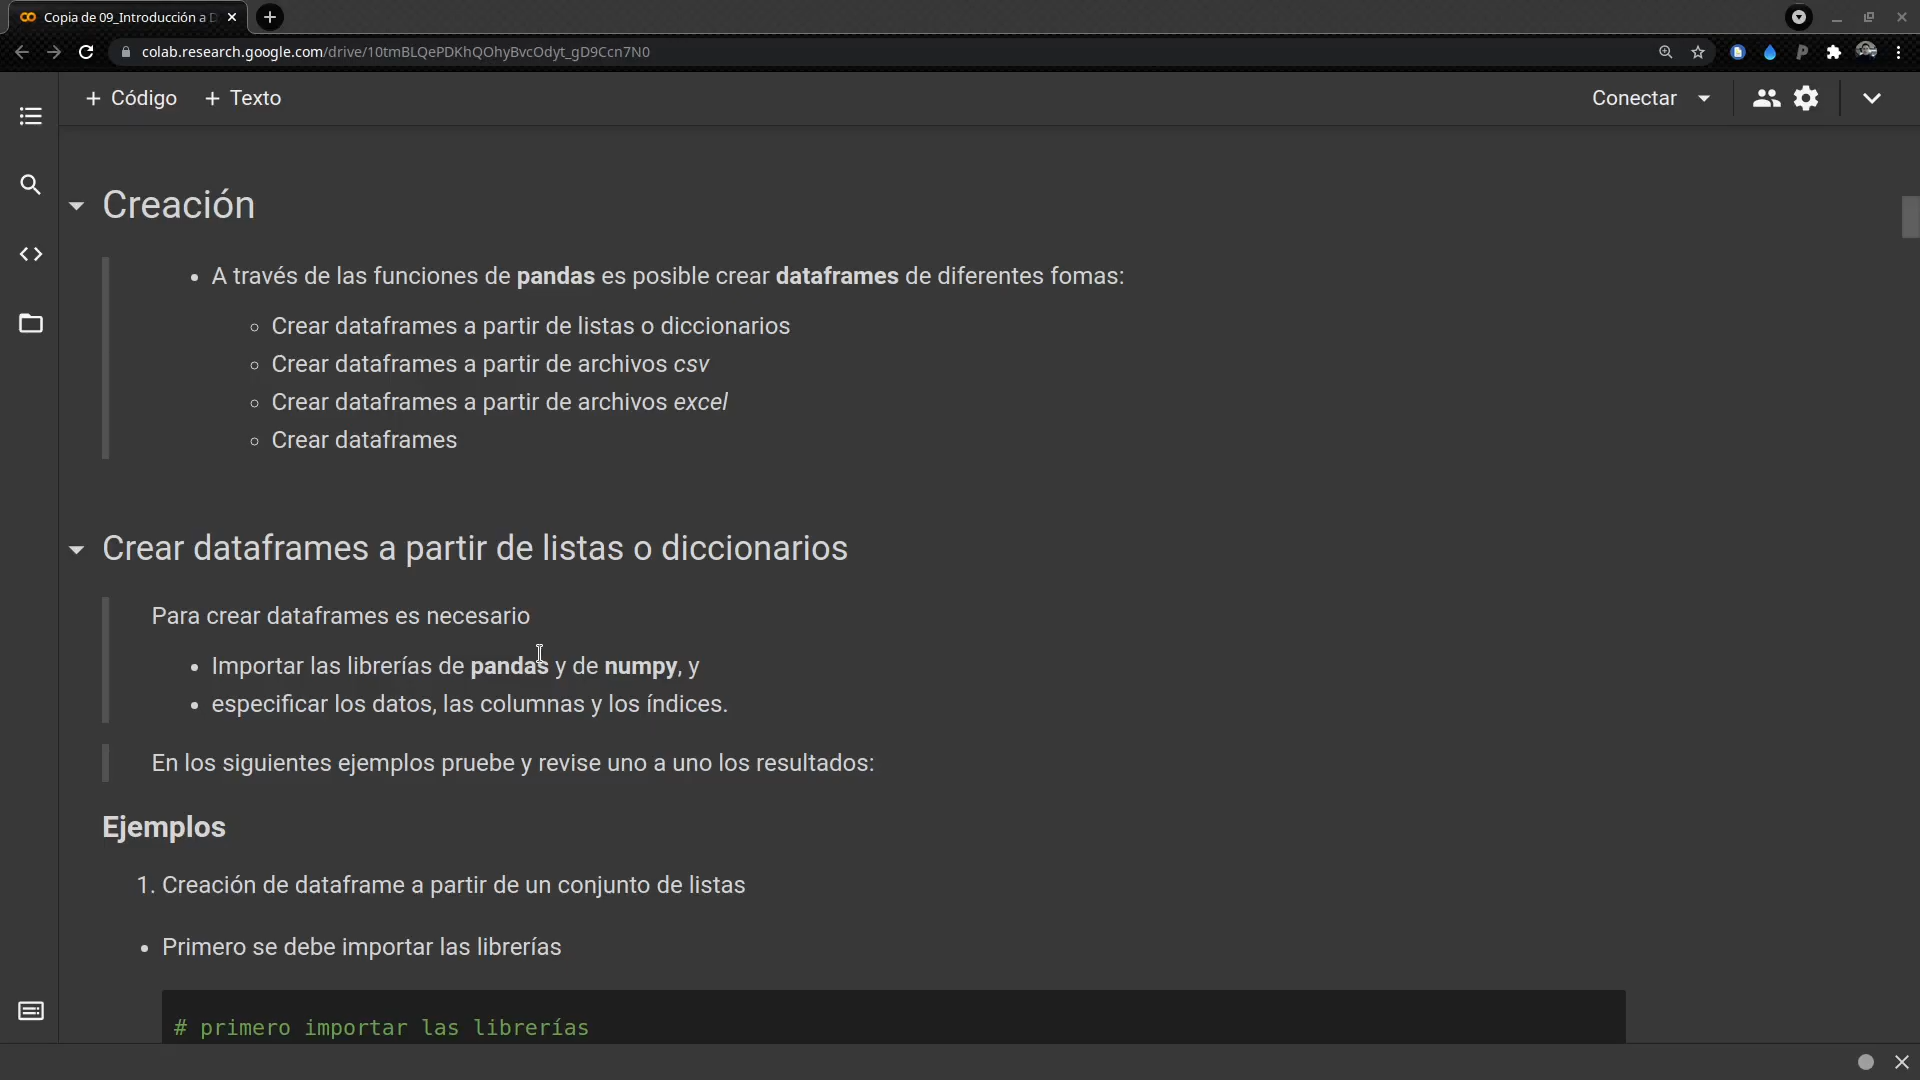 Copia de 09_Introducción a D
colab.research.google.com/drive/10tmBLQePDKhQOhyBvcOdyt_gD9Ccn7N0
+ Código + Texto
Conectar
Creación
• A través de las funciones de pandas es posible crear dataframes de diferentes fomas:
◦ Crear dataframes a partir de listas o diccionarios
◦ Crear dataframes a partir de archivos csv
◦ Crear dataframes a partir de archivos excel
◦ Crear dataframes
Crear dataframes a partir de listas o diccionarios
Para crear dataframes es necesario
• Importar las librerías de pandas y de numpy, y
• especificar los datos, las columnas y los índices.
En los siguientes ejemplos pruebe y revise uno a uno los resultados:
Ejemplos
1. Creación de dataframe a partir de un conjunto de listas
• Primero se debe importar las librerías
# primero importar las librerías